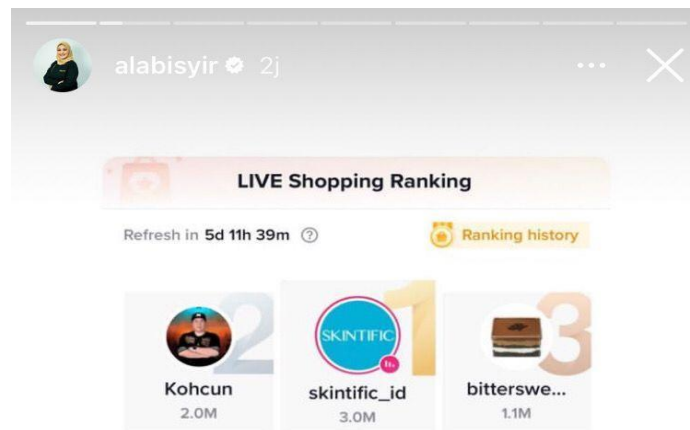 alabisyir 2j
LIVE Shopping Ranking
Refresh in 5d 11h 39m ?
Ranking history
2
SKINTIFIC
1
3
Kohcun
skintific_id
bitterswe...
2.0M
3.0M
1.1M